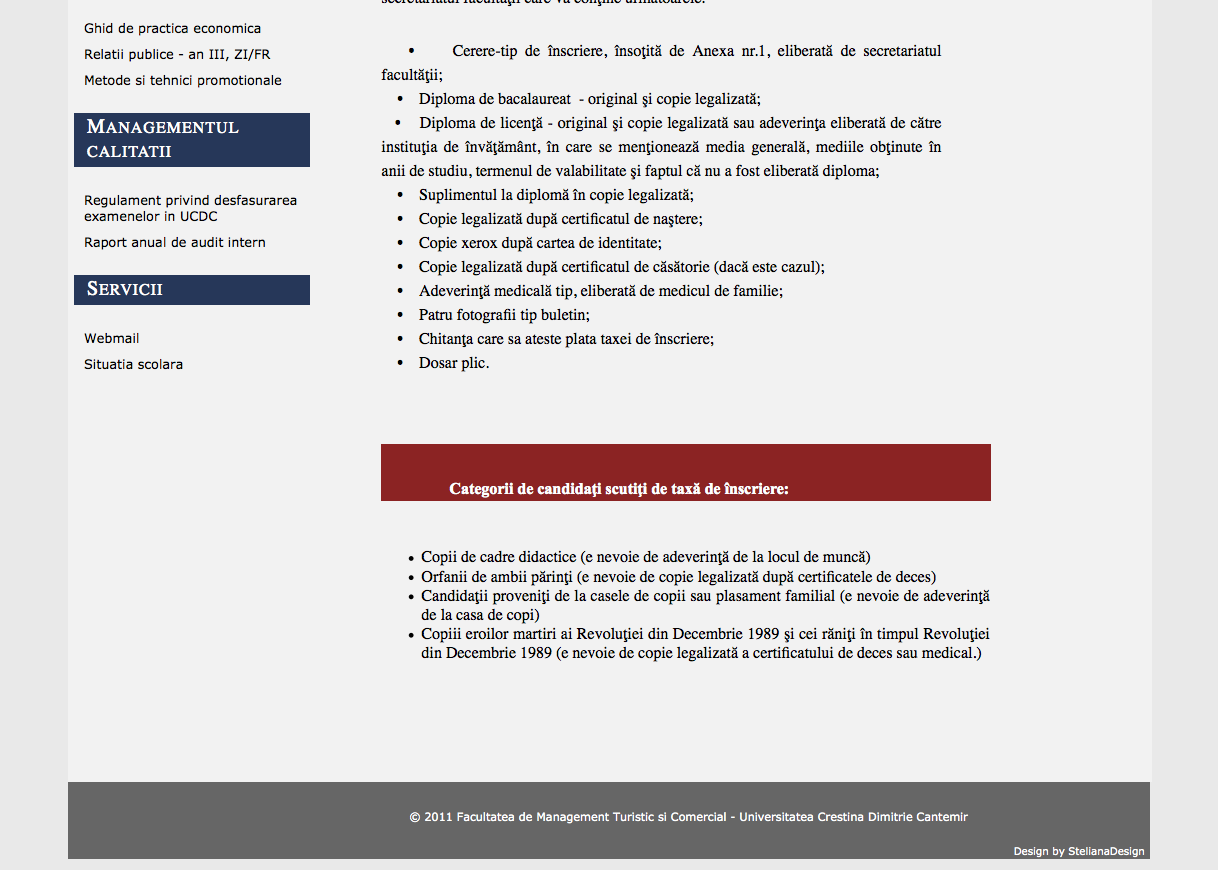 Ghid de practica economica
Relatii publice - an III, ZI/FR
Metode si tehnici promotionale
MANAGEMENTUL
CALITATII
Regulament privind desfasurarea
examenelor in UCDC
Raport anual de audit intern
SERVICII
Webmail
Situatia scolara
secretariatul facultăţii care va conţine următoarele:
• Cerere-tip de înscriere, însoţită de Anexa nr.1, eliberată de secretariatul
facultăţii;
• Diploma de bacalaureat - original şi copie legalizată;
• Diploma de licenţă - original şi copie legalizată sau adeverinţa eliberată de către
instituţia de învăţământ, în care se menţionează media generală, mediile obţinute în
anii de studiu, termenul de valabilitate şi faptul că nu a fost eliberată diploma;
• Suplimentul la diplomă în copie legalizată;
• Copie legalizată după certificatul de naştere;
• Copie xerox după cartea de identitate;
• Copie legalizată după certificatul de căsătorie (dacă este cazul);
• Adeverinţă medicală tip, eliberată de medicul de familie;
• Patru fotografii tip buletin;
• Chitanţa care sa ateste plata taxei de înscriere;
• Dosar plic.
Categorii de candidaţi scutiţi de taxă de înscriere:
• Copii de cadre didactice (e nevoie de adeverinţă de la locul de muncă)
• Orfanii de ambii părinţi (e nevoie de copie legalizată după certificatele de deces)
• Candidaţii proveniţi de la casele de copii sau plasament familial (e nevoie de adeverinţă
de la casa de copi)
• Copiii eroilor martiri ai Revoluţiei din Decembrie 1989 şi cei răniţi în timpul Revoluţiei
din Decembrie 1989 (e nevoie de copie legalizată a certificatului de deces sau medical.)
© 2011 Facultatea de Management Turistic si Comercial - Universitatea Crestina Dimitrie Cantemir
Design by StelianaDesign